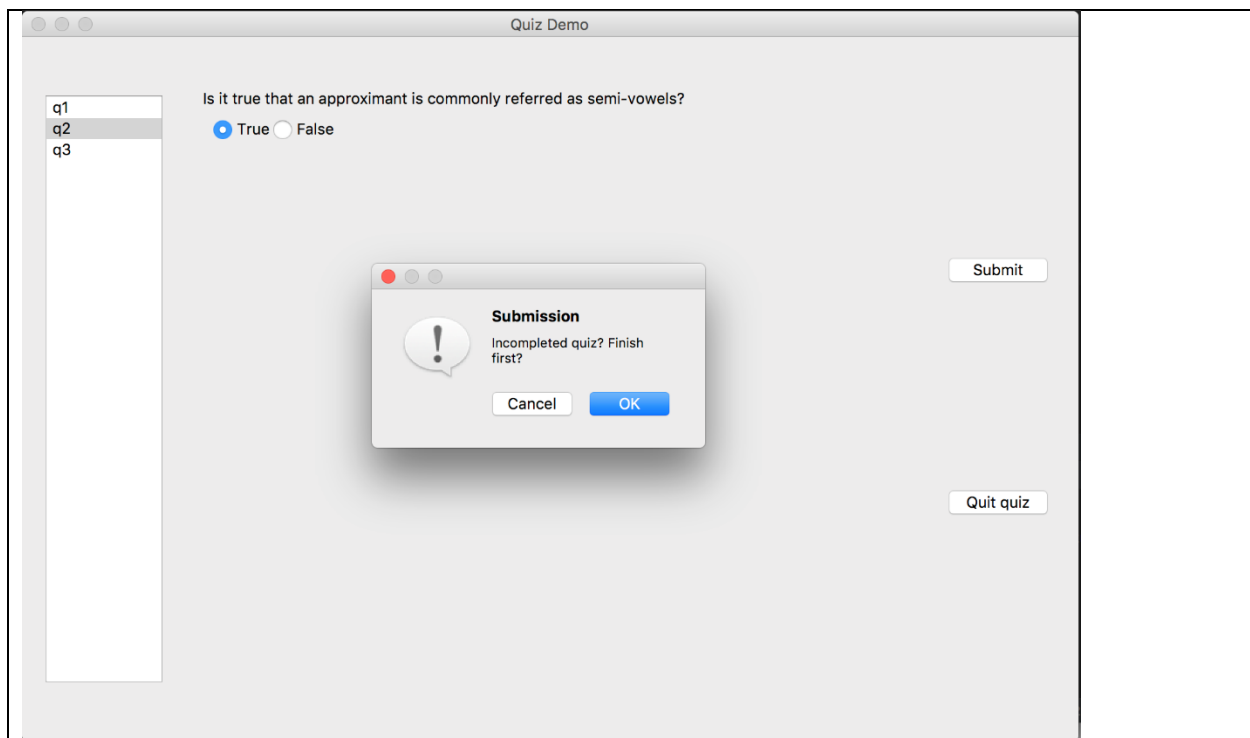 Quiz Demo
q1
q2
q3
Is it true that an approximant is commonly referred as semi-vowels?
True False
Submission
Incompleted quiz? Finish
first?
Cancel OK
Submit
Quit quiz